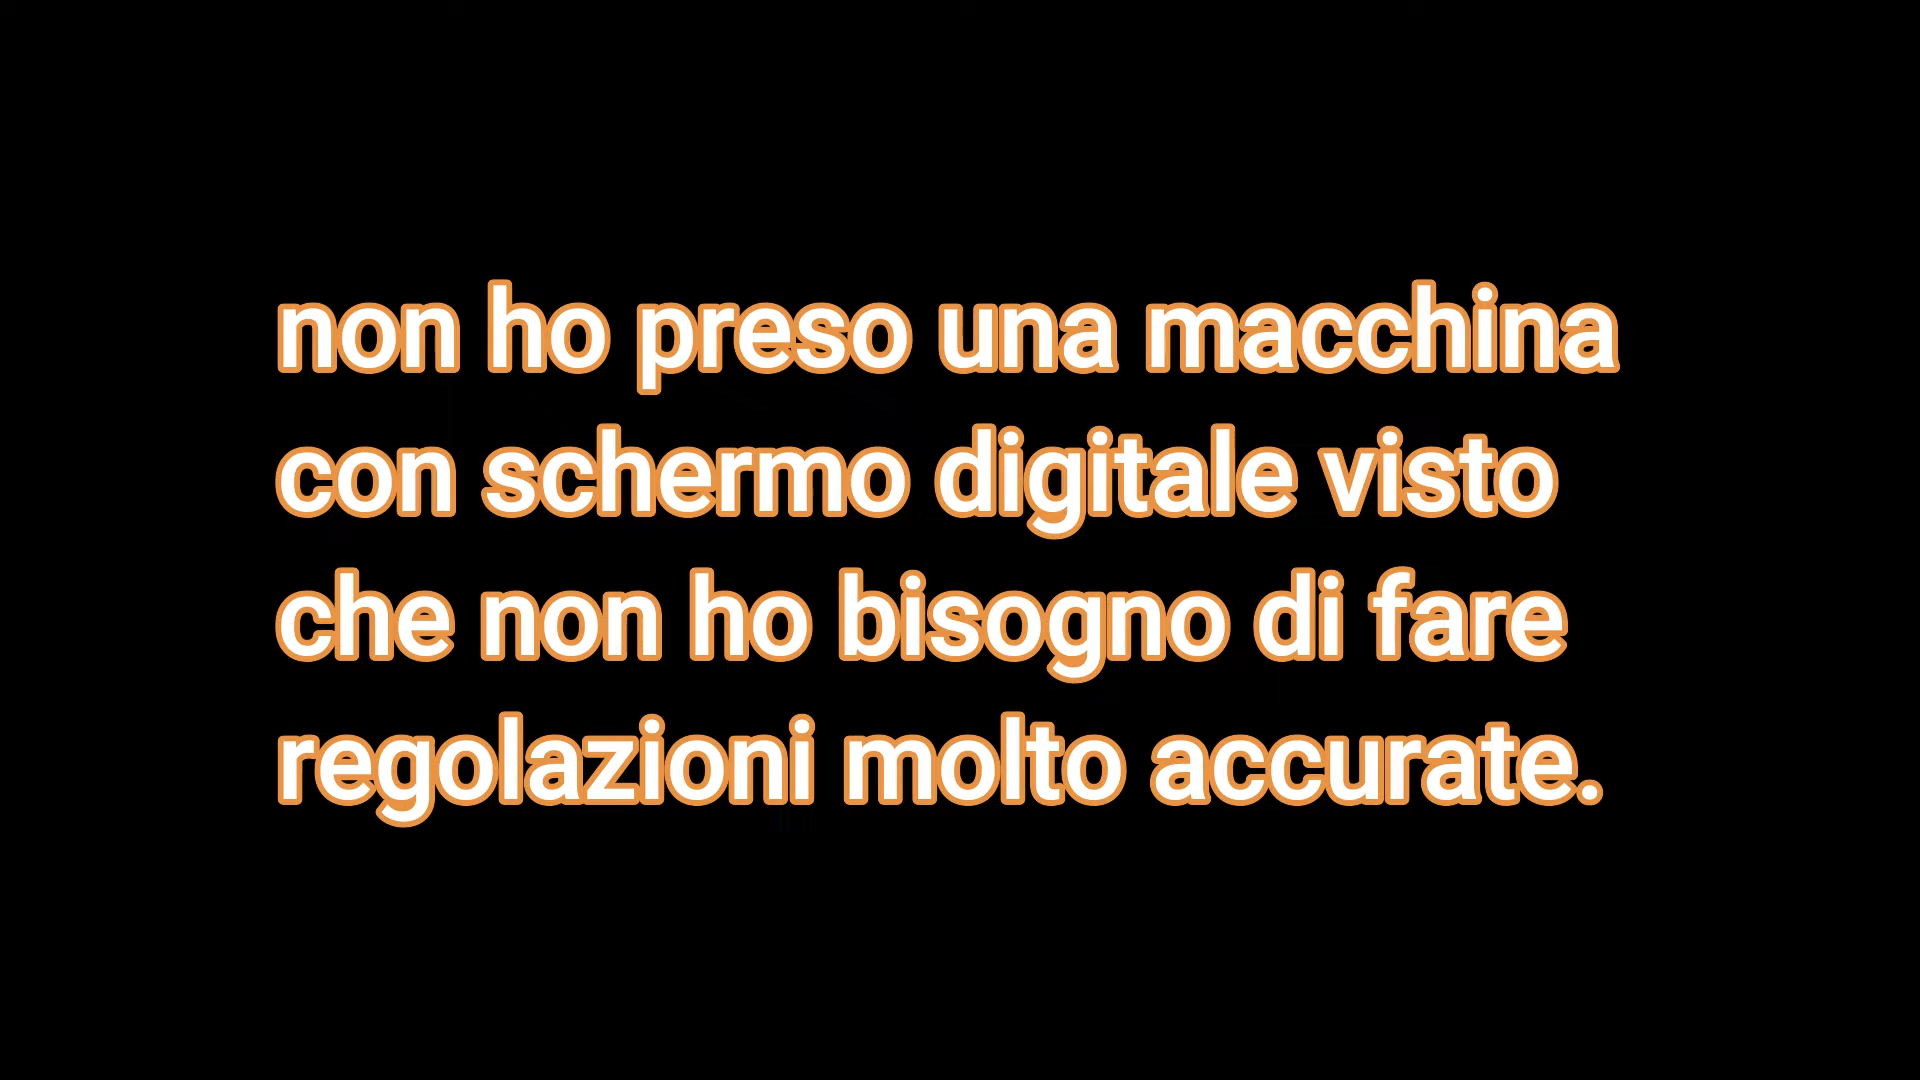 non ho preso una macchina
con schermo digitale visto
che non ho bisogno di fare
regolazioni molto accurate.